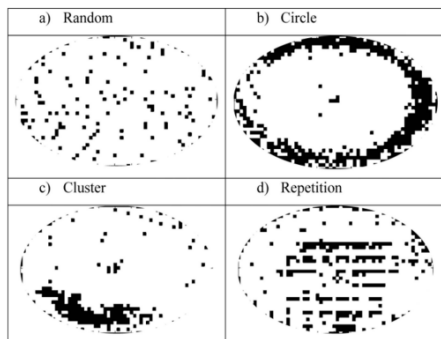 a) Random
b) Circle
c) Cluster
d) Repetition